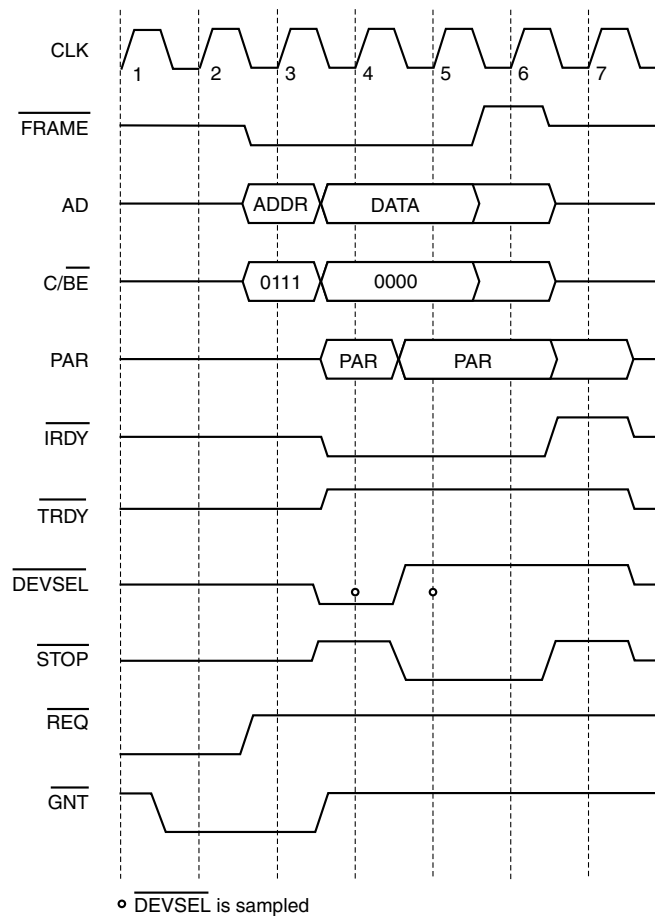 CLK
1 2 3 4 5 6 7
FRAME
AD ADDR DATA
C/BE 0111 0000
PAR PAR PAR
IRDY
TRDY
DEVSEL
STOP
REQ
GNT
DEVSEL is sampled